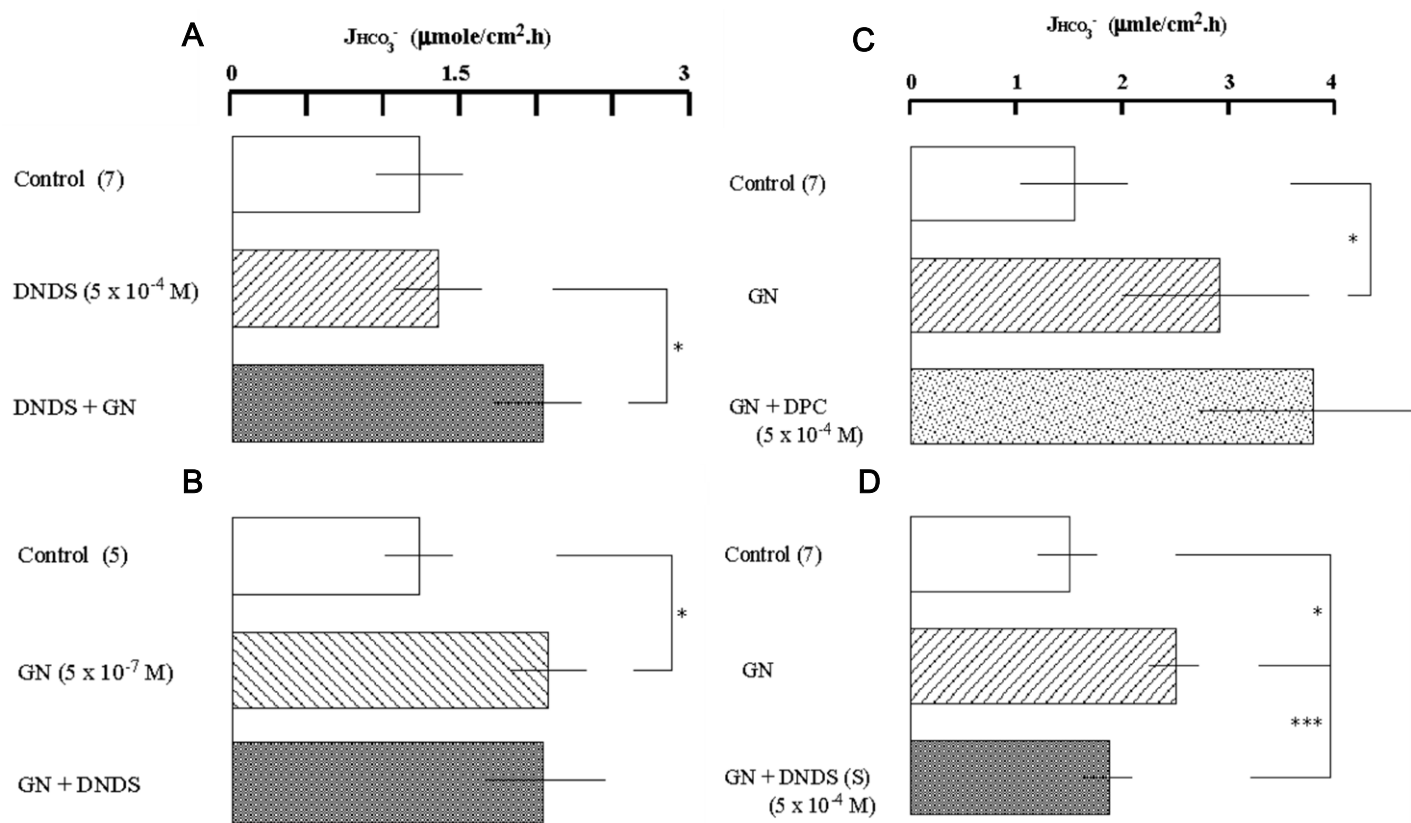 A
J_HCO₃⁻ (μmole/cm².h)
0 1.5 3
Control (7)
DNDS (5 x 10⁻⁴ M)
*
DNDS + GN
B
Control (5)
*
GN (5 x 10⁻⁷ M)
GN + DNDS
C
J_HCO₃⁻ (μmle/cm².h)
0 1 2 3 4
Control (7)
*
GN
GN + DPC
(5 x 10⁻⁴ M)
D
Control (7)
*
GN
***
GN + DNDS (S)
(5 x 10⁻⁴ M)